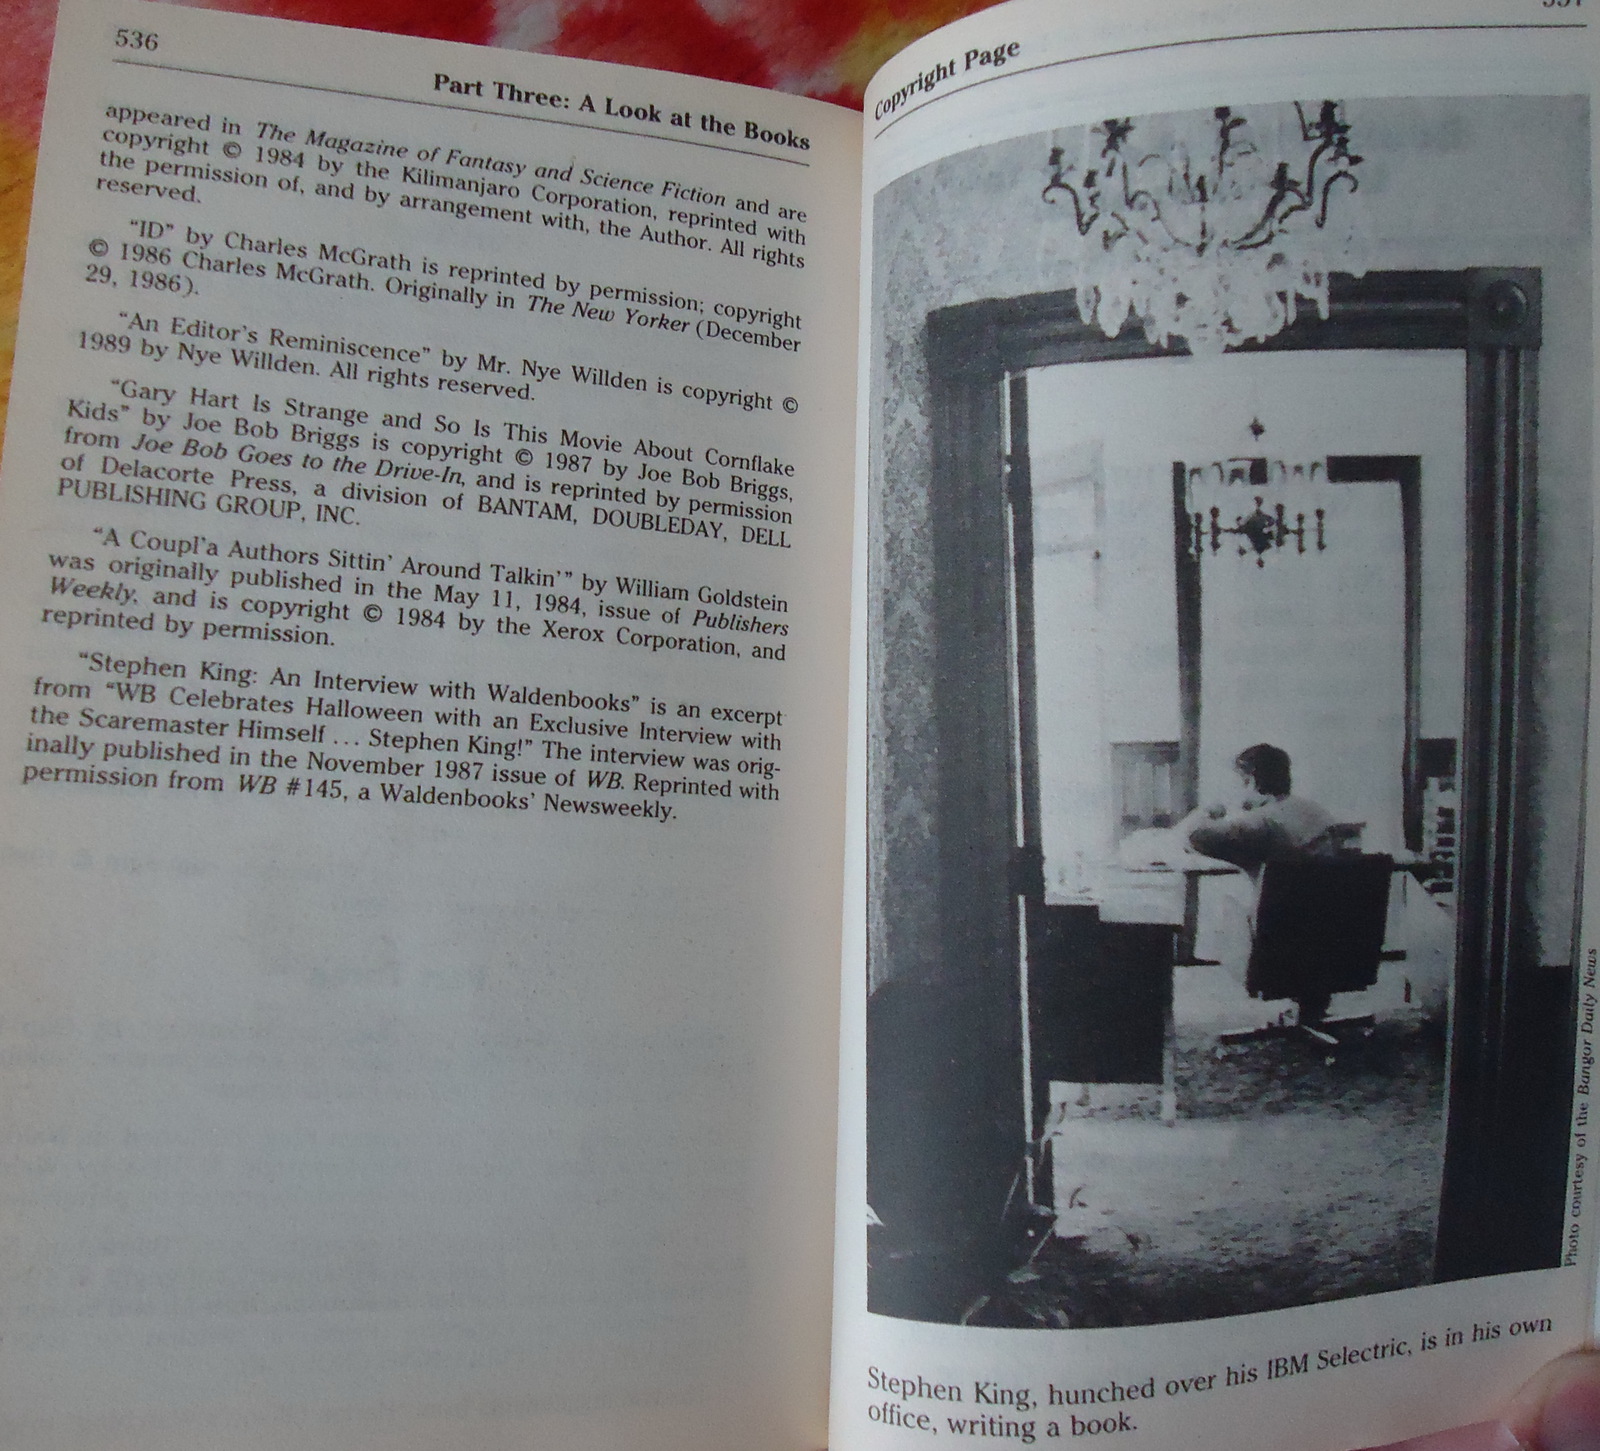 536
Part Three: A Look at the Books
appeared in The Magazine of Fantasy and Science Fiction and are
copyright © 1984 by the Kilimanjaro Corporation, reprinted with
the permission of, and by arrangement with, the Author. All rights
reserved.
“ID” by Charles McGrath is reprinted by permission; copyright
© 1986 Charles McGrath. Originally in The New Yorker (December
29, 1986).
“An Editor’s Reminiscence” by Mr. Nye Willden is copyright ©
1989 by Nye Willden. All rights reserved.
“Gary Hart Is Strange and So Is This Movie About Cornflake
Kids” by Joe Bob Briggs is copyright © 1987 by Joe Bob Briggs,
from Joe Bob Goes to the Drive-In, and is reprinted by permission
of Delacorte Press, a division of BANTAM, DOUBLEDAY, DELL
PUBLISHING GROUP, INC.
“A Coupl’a Authors Sittin’ Around Talkin’” by William Goldstein
was originally published in the May 11, 1984, issue of Publishers
Weekly, and is copyright © 1984 by the Xerox Corporation, and
reprinted by permission.
“Stephen King: An Interview with Waldenbooks” is an excerpt
from “WB Celebrates Halloween with an Exclusive Interview with
the Scaremaster Himself ... Stephen King!” The interview was orig-
inally published in the November 1987 issue of WB. Reprinted with
permission from WB #145, a Waldenbooks’ Newsweekly.
Copyright Page
Photo courtesy of the Bangor Daily News
Stephen King, hunched over his IBM Selectric, is in his own
office, writing a book.